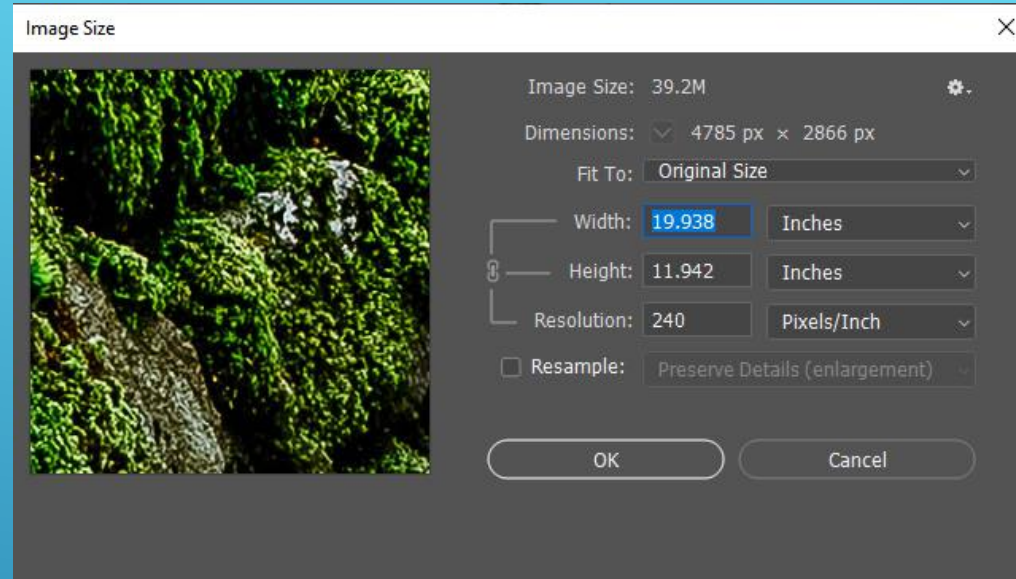 Image Size
Image Size: 39.2M
Dimensions: 4785 px × 2866 px
Fit To: Original Size
Width: 19.938 Inches
Height: 11.942 Inches
Resolution: 240 Pixels/Inch
Resample: Preserve Details (enlargement)
OK Cancel